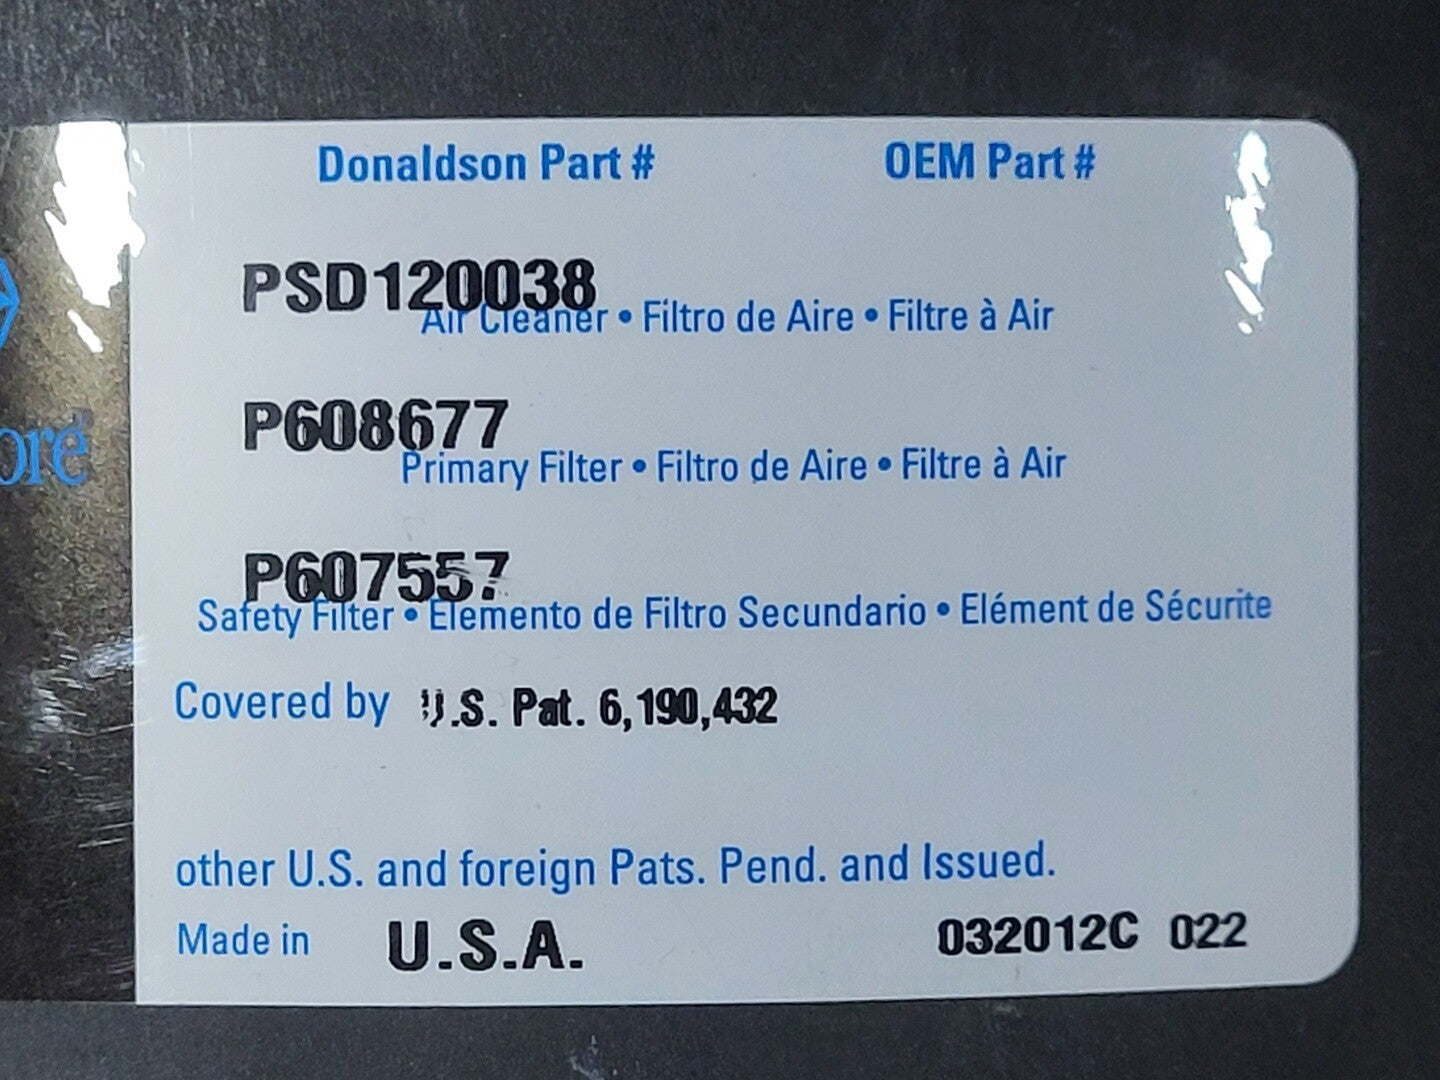 Donaldson Part # OEM Part #
PSD120038
Air Cleaner • Filtro de Aire • Filtre à Air
P608677
Primary Filter • Filtro de Aire • Filtre à Air
P607557
Safety Filter • Elemento de Filtro Secundario • Elément de Sécurite
Covered by U.S. Pat. 6,190,432
other U.S. and foreign Pats. Pend. and Issued.
Made in U.S.A. 032012C 022